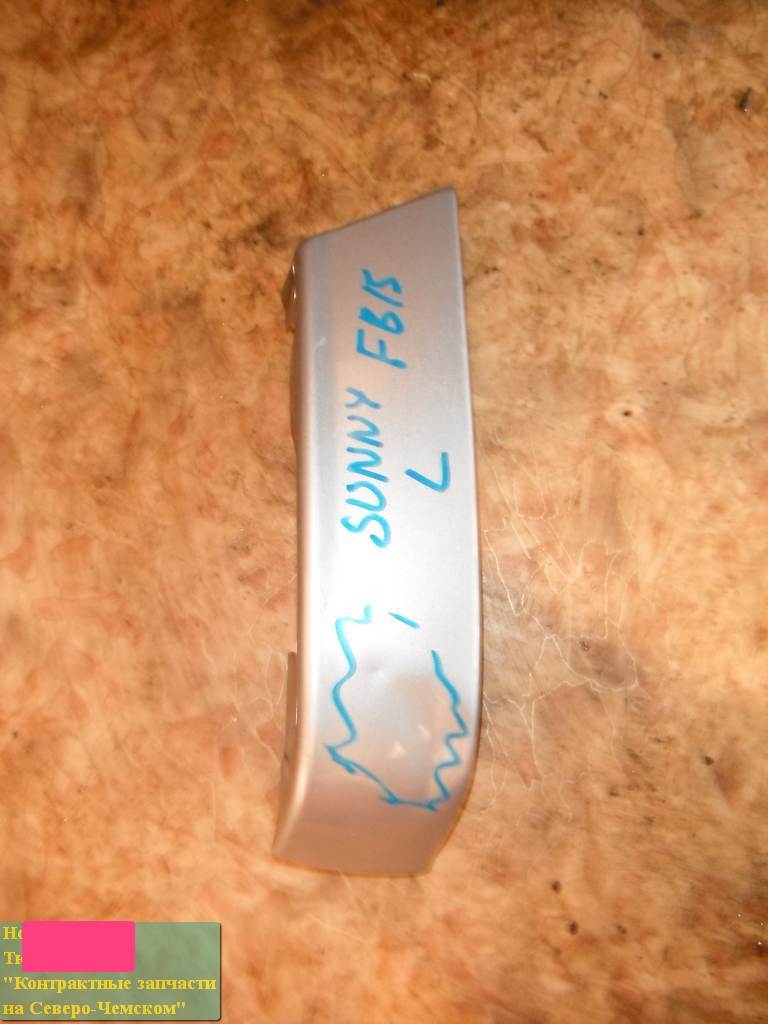 SUNNY FB15
L
"Контрактные запчасти
на Северо-Чемском"